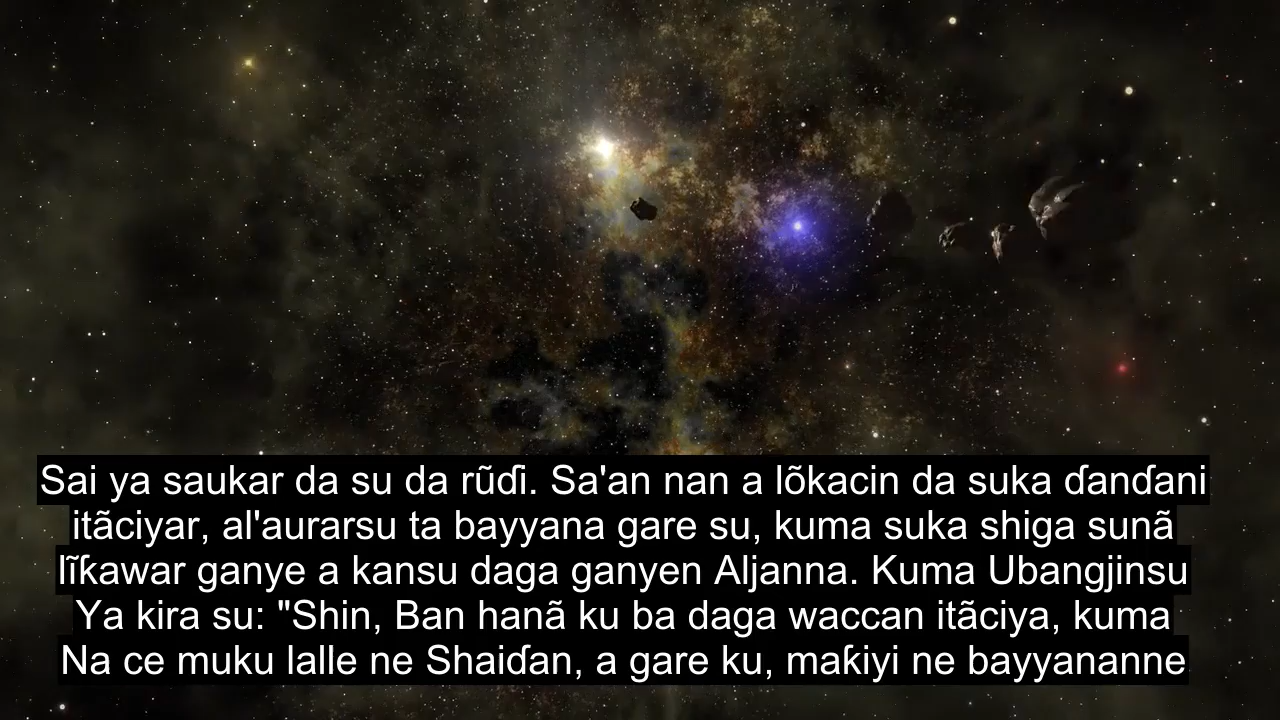 Sai ya saukar da su da rũɗi. Sa'an nan a lõkacin da suka ɗanɗani
itãciyar, al'aurarsu ta bayyana gare su, kuma suka shiga sunã
lĩƙawar ganye a kansu daga ganyen Aljanna. Kuma Ubangjinsu
Ya kira su: "Shin, Ban hanã ku ba daga waccan itãciya, kuma
Na ce muku lalle ne Shaiɗan, a gare ku, maƙiyi ne bayyananne